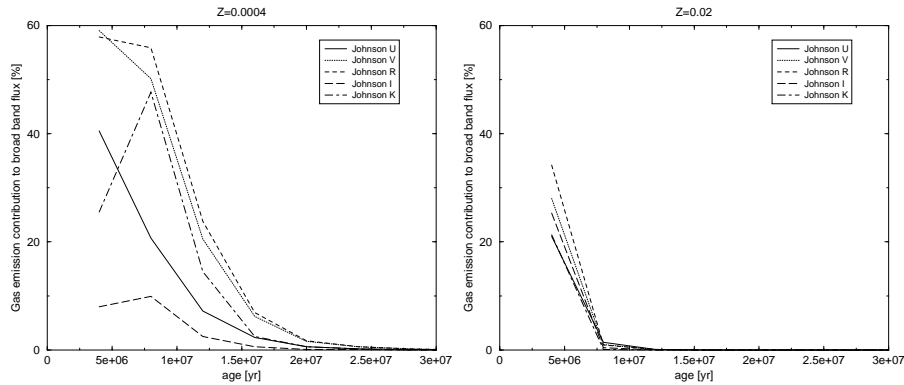 Z=0.0004
Gas emission contribution to broad band flux [%]
60
40
20
0
Johnson U
Johnson V
Johnson R
Johnson I
Johnson K
0 5e+06 1e+07 1.5e+07 2e+07 2.5e+07 3e+07
age [yr]
Z=0.02
Gas emission contribution to broad band flux [%]
60
40
20
0
Johnson U
Johnson V
Johnson R
Johnson I
Johnson K
0 5e+06 1e+07 1.5e+07 2e+07 2.5e+07 3e+07
age [yr]